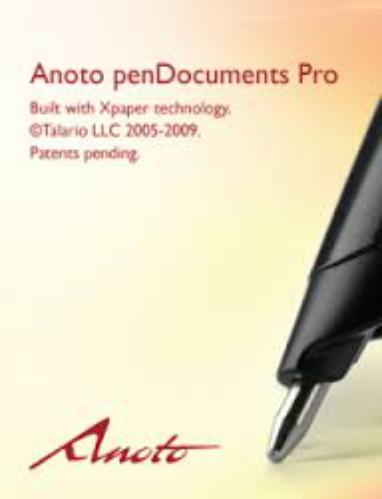 Anoto penDocuments Pro
Built with Xpaper technology.
©Talario LLC 2005-2009.
Patents pending.
Anoto